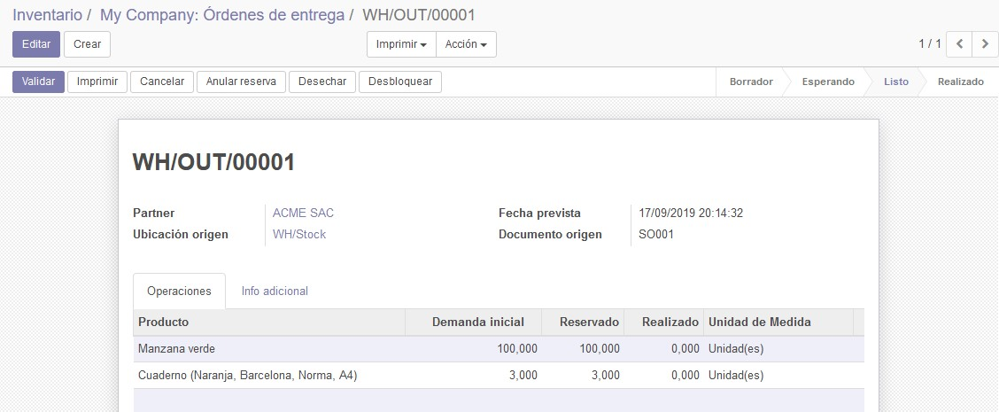 Inventario / My Company: Órdenes de entrega / WH/OUT/00001
Editar Crear Imprimir Acción 1 / 1
Validar Imprimir Cancelar Anular reserva Desechar Desbloquear Borrador Esperando Listo Realizado
WH/OUT/00001
Partner ACME SAC Fecha prevista 17/09/2019 20:14:32
Ubicación origen WH/Stock Documento origen SO001
Operaciones Info adicional
Producto Demanda inicial Reservado Realizado Unidad de Medida
Manzana verde 100,000 100,000 0,000 Unidad(es)
Cuaderno (Naranja, Barcelona, Norma, A4) 3,000 3,000 0,000 Unidad(es)